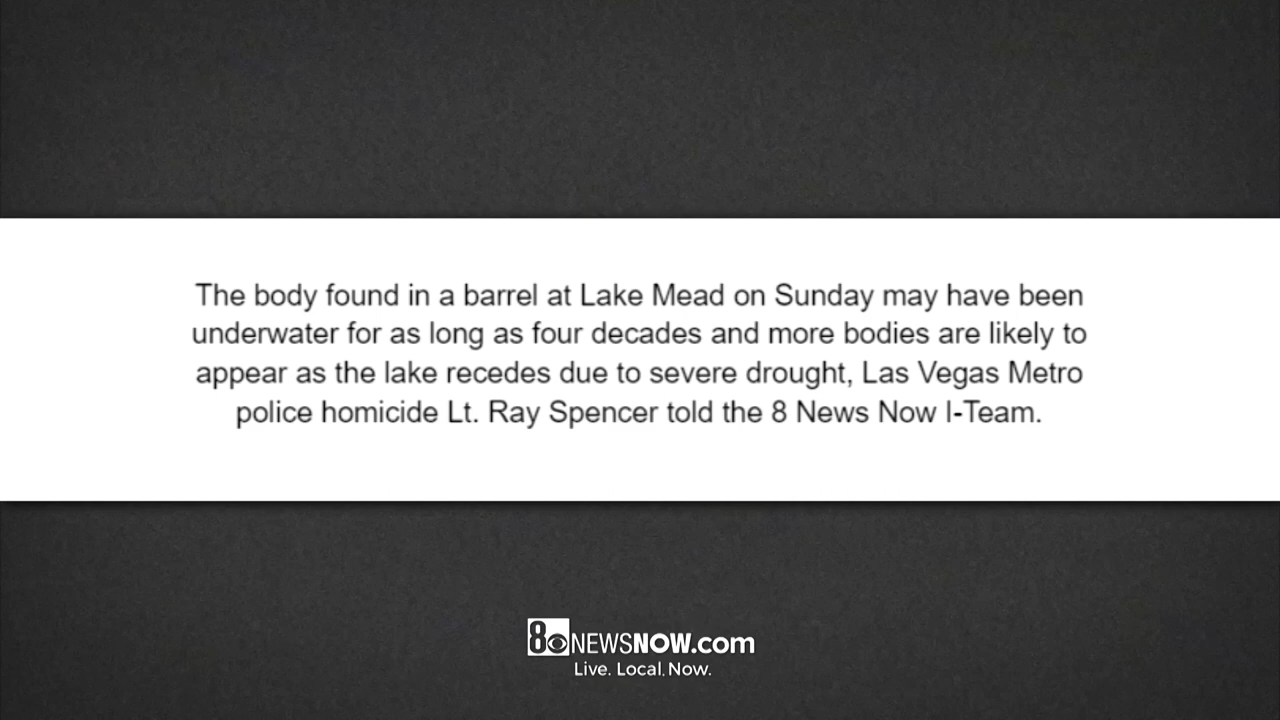 The body found in a barrel at Lake Mead on Sunday may have been
underwater for as long as four decades and more bodies are likely to
appear as the lake recedes due to severe drought, Las Vegas Metro
police homicide Lt. Ray Spencer told the 8 News Now I-Team.
8NEWSNOW.com
Live. Local. Now.